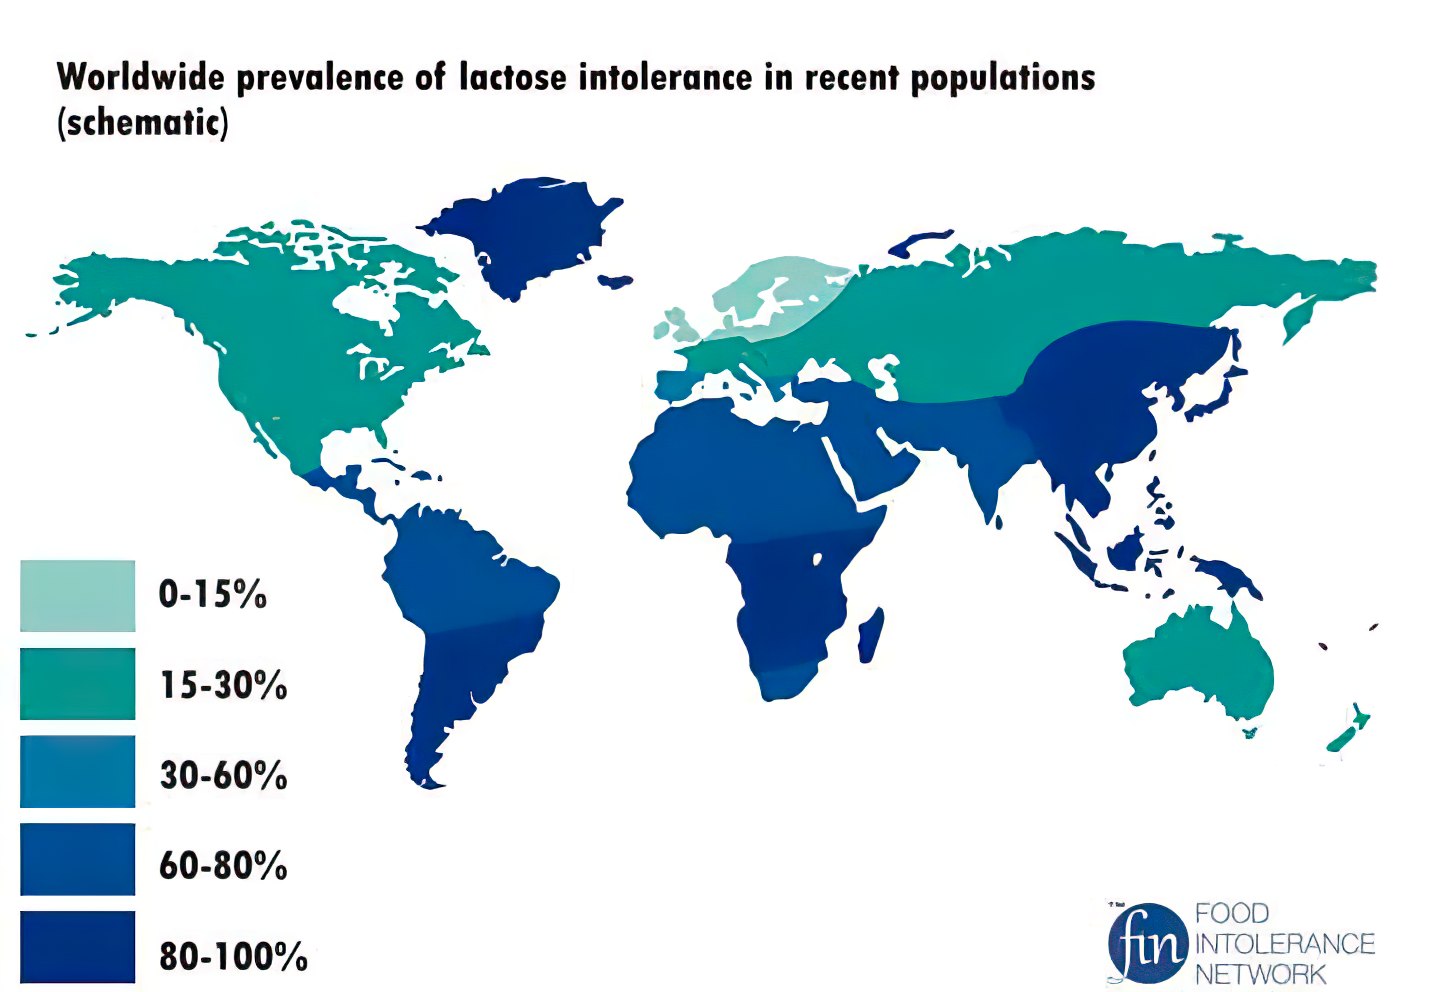 Worldwide prevalence of lactose intolerance in recent populations
(schematic)
0-15%
15-30%
30-60%
60-80%
80-100%
fin
FOOD
INTOLERANCE
NETWORK